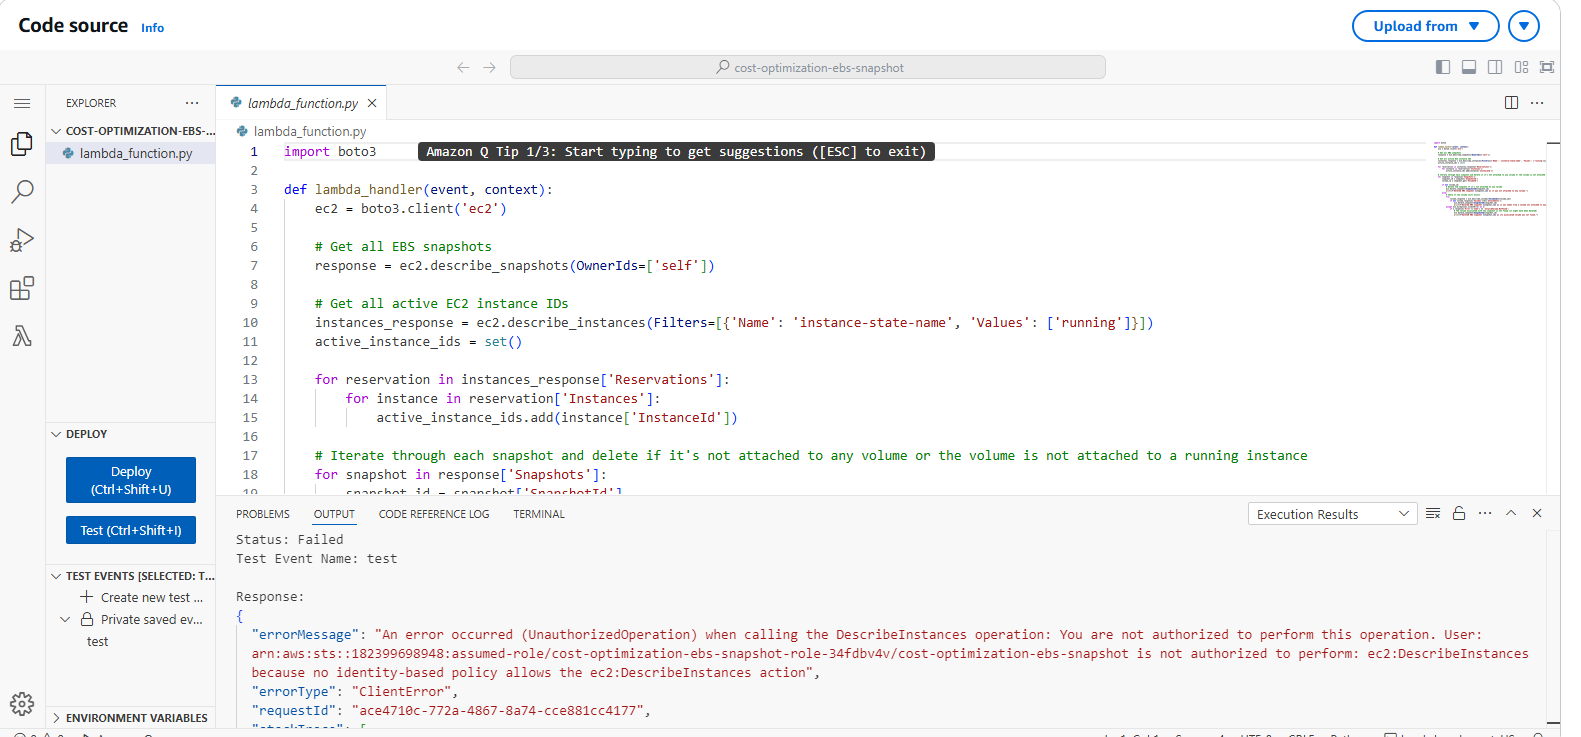 Code source Info
Upload from
cost-optimization-ebs-snapshot
EXPLORER
COST-OPTIMIZATION-EBS-...
lambda_function.py
DEPLOY
Deploy
(Ctrl+Shift+U)
Test (Ctrl+Shift+I)
TEST EVENTS [SELECTED: T...
Create new test ...
Private saved ev...
test
ENVIRONMENT VARIABLES
lambda_function.py
lambda_function.py
1 import boto3 Amazon Q Tip 1/3: Start typing to get suggestions ([ESC] to exit)
2
3 def lambda_handler(event, context):
4 ec2 = boto3.client('ec2')
5
6 # Get all EBS snapshots
7 response = ec2.describe_snapshots(OwnerIds=['self'])
8
9 # Get all active EC2 instance IDs
10 instances_response = ec2.describe_instances(Filters=[{'Name': 'instance-state-name', 'Values': ['running']}])
11 active_instance_ids = set()
12
13 for reservation in instances_response['Reservations']:
14 for instance in reservation['Instances']:
15 active_instance_ids.add(instance['InstanceId'])
16
17 # Iterate through each snapshot and delete if it's not attached to any volume or the volume is not attached to a running instance
18 for snapshot in response['Snapshots']:
19 snapshot_id = snapshot['SnapshotId']
PROBLEMS OUTPUT CODE REFERENCE LOG TERMINAL
Execution Results
Status: Failed
Test Event Name: test
Response:
{
"errorMessage": "An error occurred (UnauthorizedOperation) when calling the DescribeInstances operation: You are not authorized to perform this operation. User:
arn:aws:sts::182399698948:assumed-role/cost-optimization-ebs-snapshot-role-34fdbv4v/cost-optimization-ebs-snapshot is not authorized to perform: ec2:DescribeInstances
because no identity-based policy allows the ec2:DescribeInstances action",
"errorType": "ClientError",
"requestId": "ace4710c-772a-4867-8a74-cce881cc4177",
"stackTrace": [